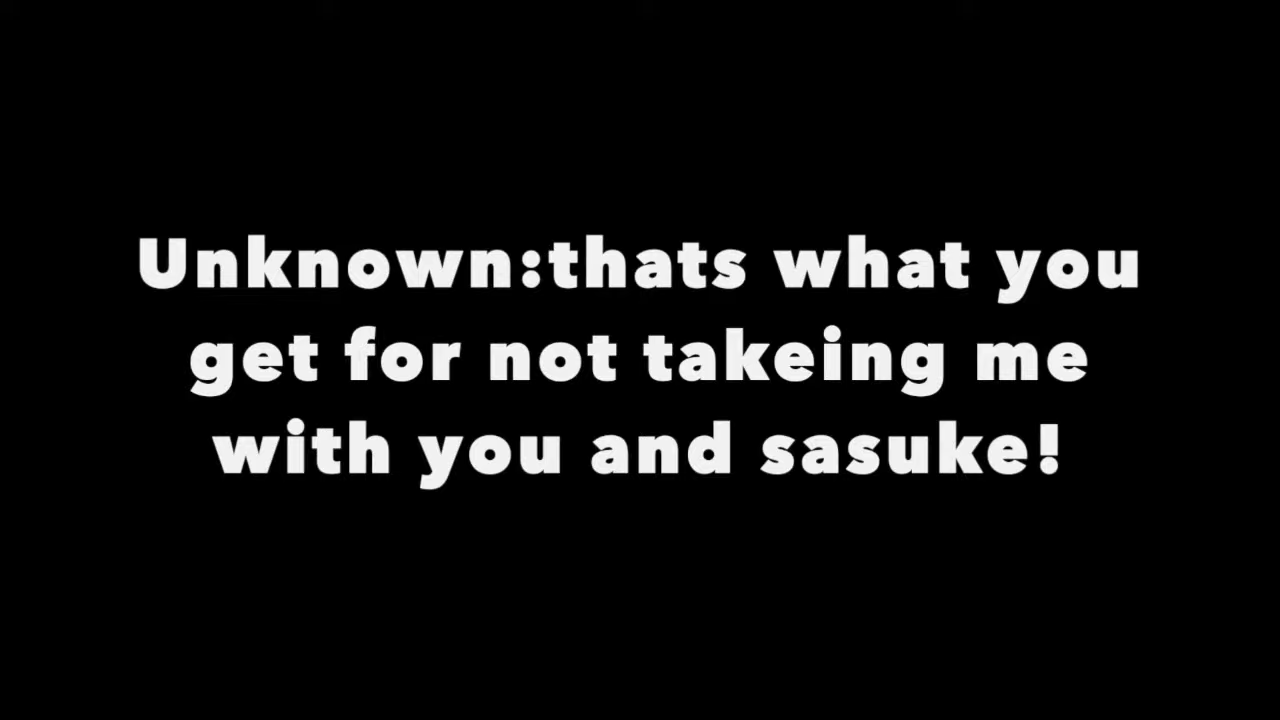 Unknown:thats what you
get for not takeing me
with you and sasuke!